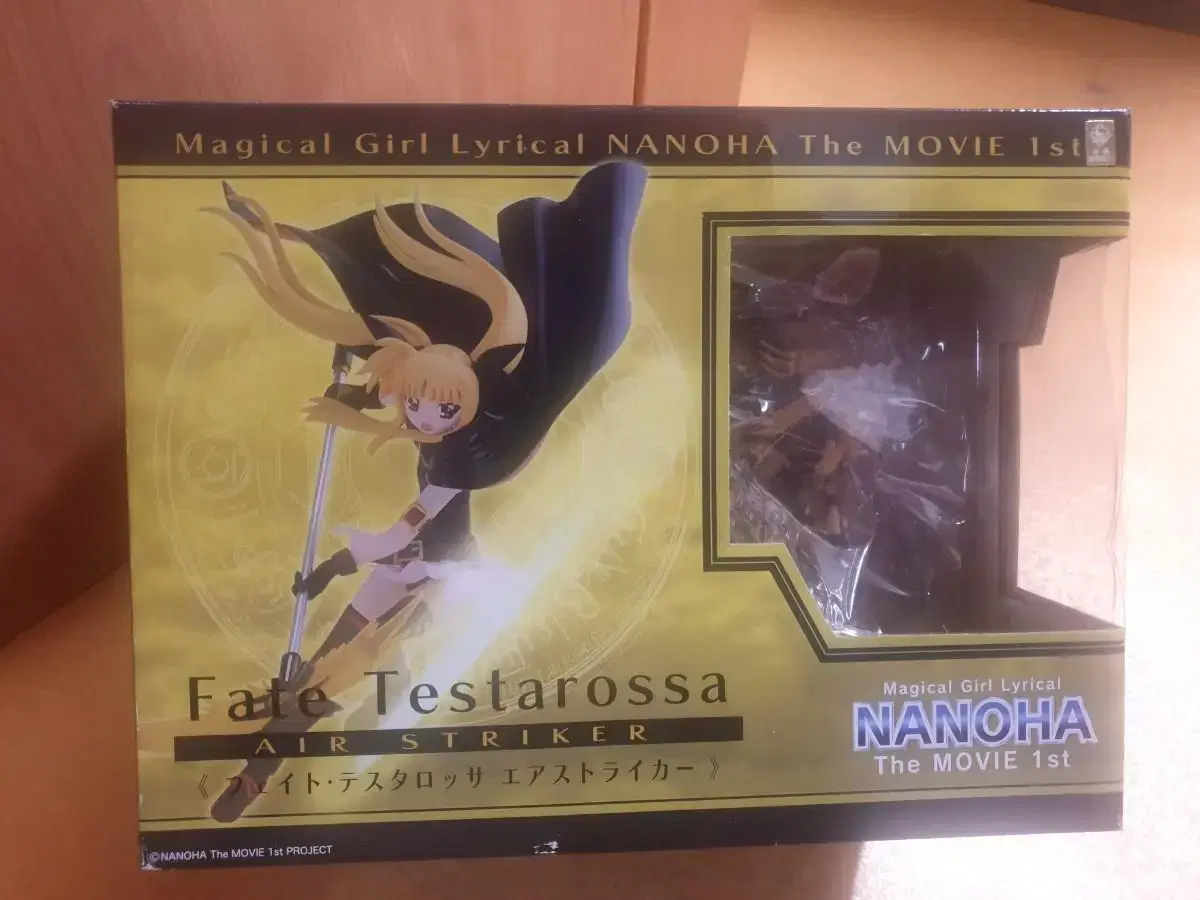 Magical Girl Lyrical NANOHA The MOVIE 1st
Fate Testarossa
AIR STRIKER
《 フェイト・テスタロッサ エアストライカー 》
Magical Girl Lyrical
NANOHA
The MOVIE 1st
©NANOHA The MOVIE 1st PROJECT